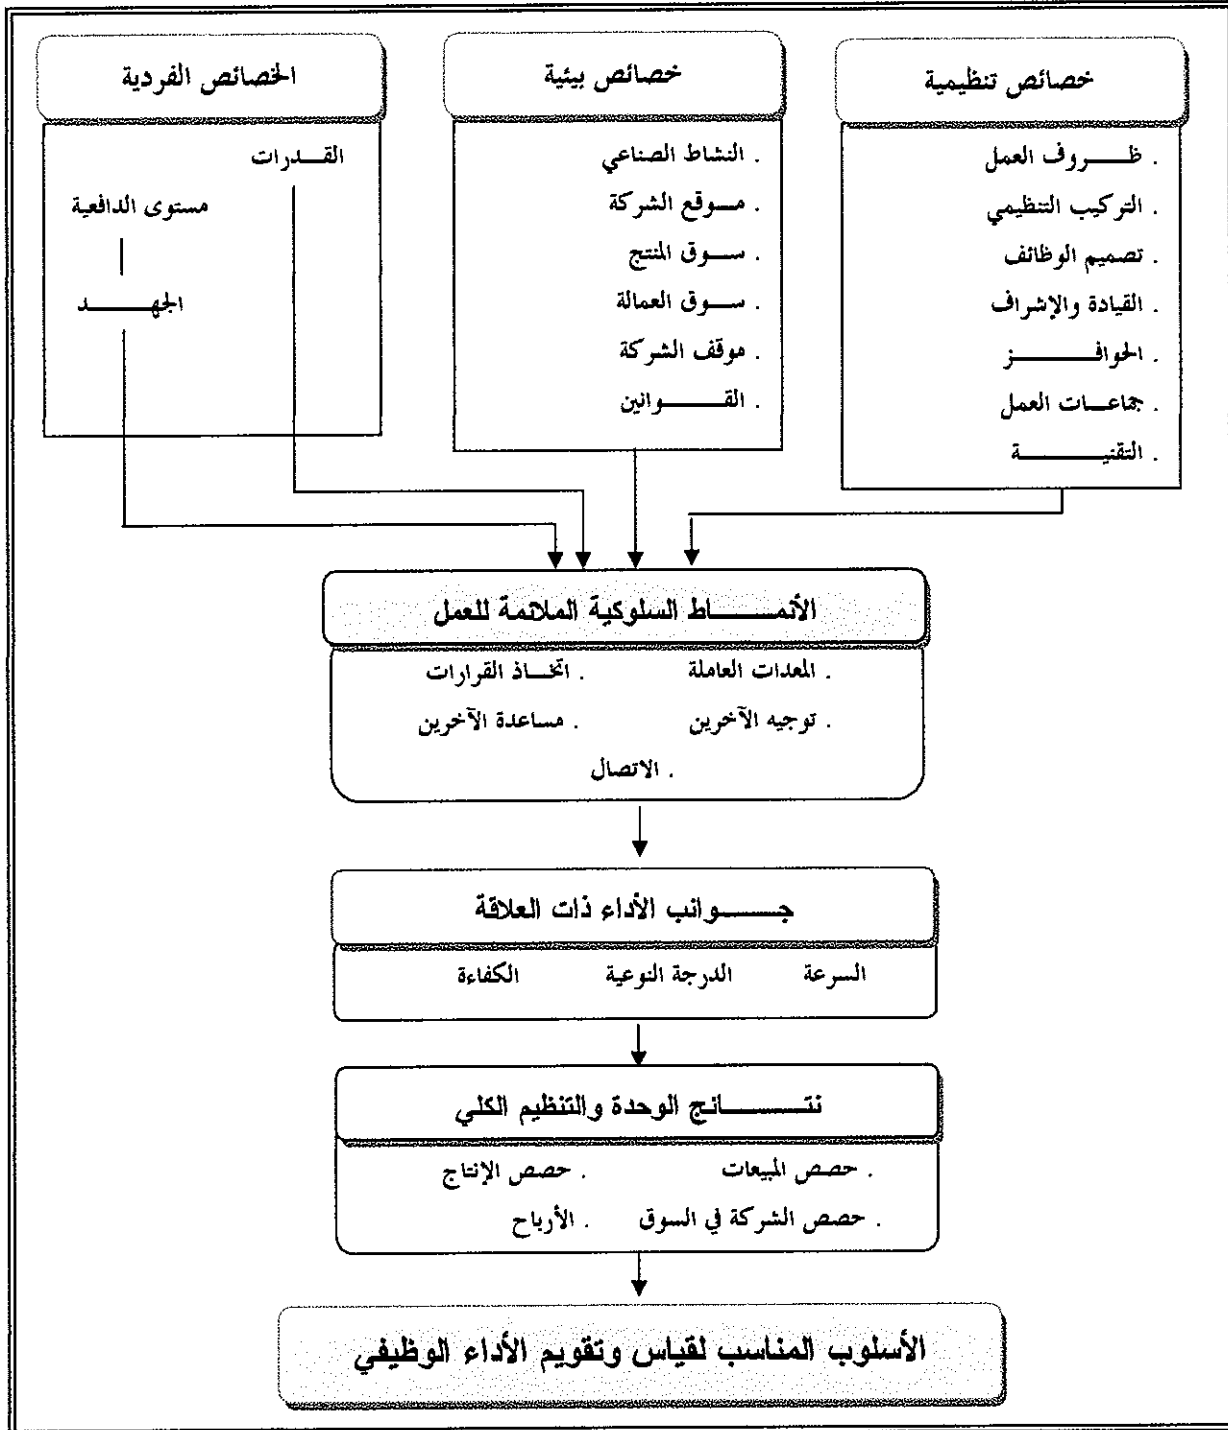 خصائص تنظيمية
. ظروف العمل
. التركيب التنظيمي
. تصميم الوظائف
. القيادة والإشراف
. الحوافز
. جماعات العمل
. التقنية
خصائص بيئية
. النشاط الصناعي
. موقع الشركة
. سوق المنتج
. سوق العمالة
. موقف الشركة
. القوانين
الخصائص الفردية
القدرات
مستوى الدافعية
الجهد
الأنماط السلوكية الملائمة للعمل
. المعدات العاملة . اتخاذ القرارات
. توجيه الآخرين . مساعدة الآخرين
. الاتصال
جوانب الأداء ذات العلاقة
السرعة الدرجة النوعية الكفاءة
نتائج الوحدة والتنظيم الكلي
. حصص المبيعات . حصص الإنتاج
. حصص الشركة في السوق . الأرباح
الأسلوب المناسب لقياس وتقويم الأداء الوظيفي